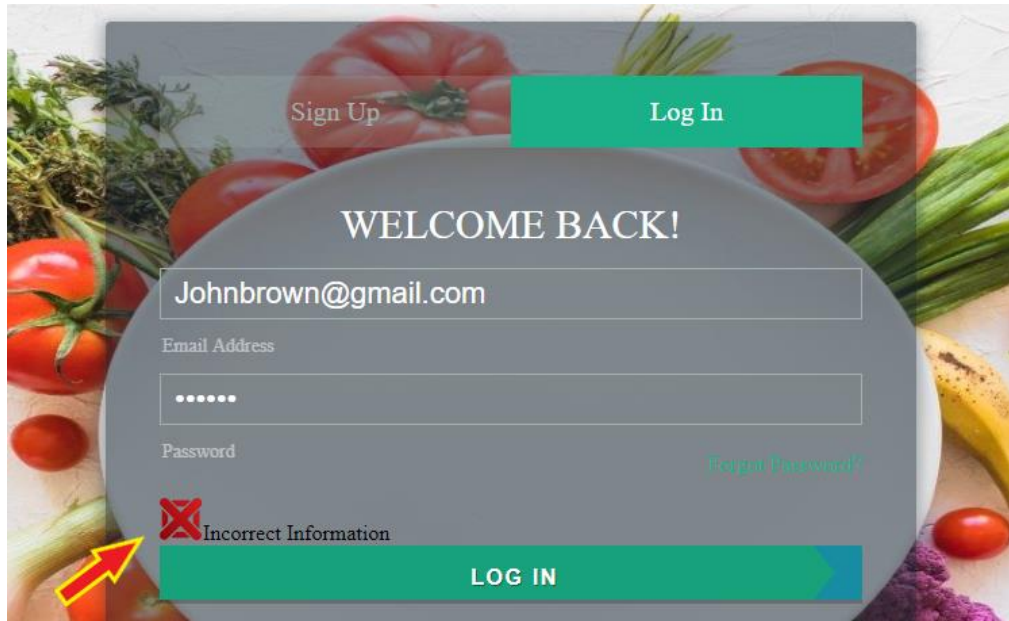 Sign Up
Log In
WELCOME BACK!
Johnbrown@gmail.com
Email Address
••••••
Password
Forgot Password?
Incorrect Information
LOG IN